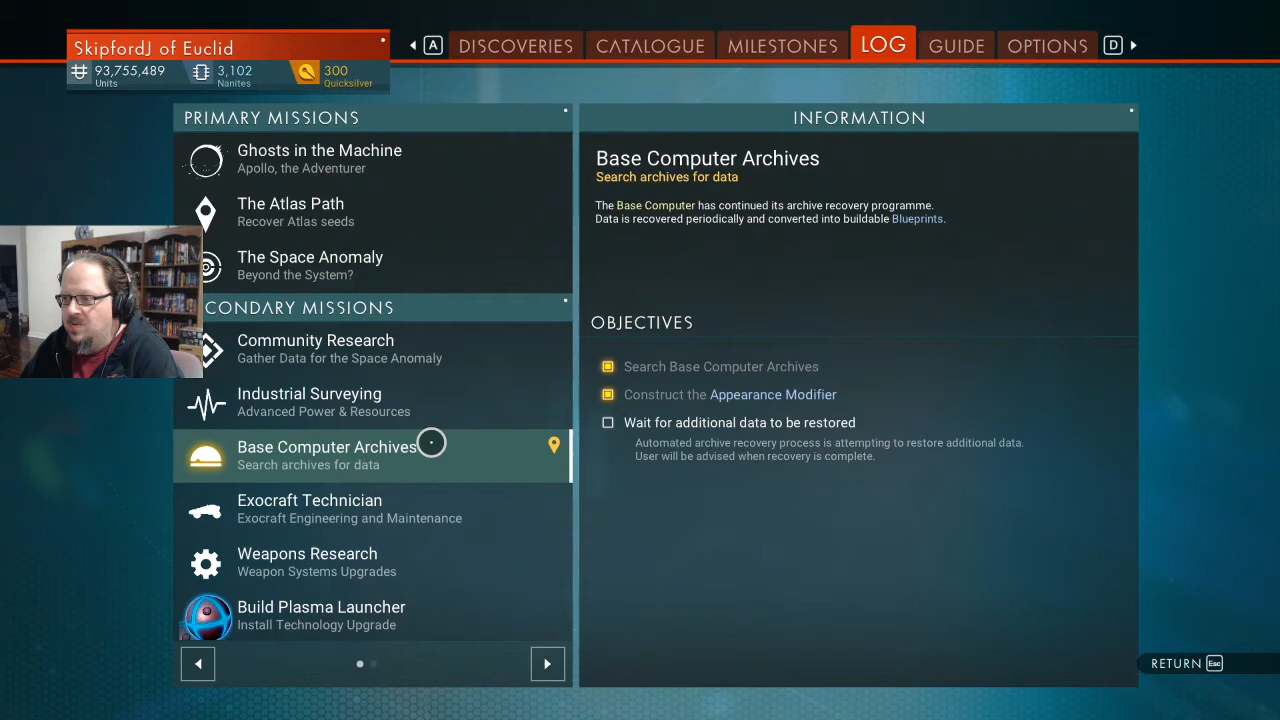 SkipfordJ of Euclid
93,755,489
Units
3,102
Nanites
300
Quicksilver
A
DISCOVERIES
CATALOGUE
MILESTONES
LOG
GUIDE
OPTIONS
D
PRIMARY MISSIONS
Ghosts in the Machine
Apollo, the Adventurer
The Atlas Path
Recover Atlas seeds
The Space Anomaly
Beyond the System?
CONDARY MISSIONS
Community Research
Gather Data for the Space Anomaly
Industrial Surveying
Advanced Power & Resources
Base Computer Archives
Search archives for data
Exocraft Technician
Exocraft Engineering and Maintenance
Weapons Research
Weapon Systems Upgrades
Build Plasma Launcher
Install Technology Upgrade
INFORMATION
Base Computer Archives
Search archives for data
The Base Computer has continued its archive recovery programme.
Data is recovered periodically and converted into buildable Blueprints.
OBJECTIVES
Search Base Computer Archives
Construct the Appearance Modifier
Wait for additional data to be restored
Automated archive recovery process is attempting to restore additional data.
User will be advised when recovery is complete.
RETURN Esc